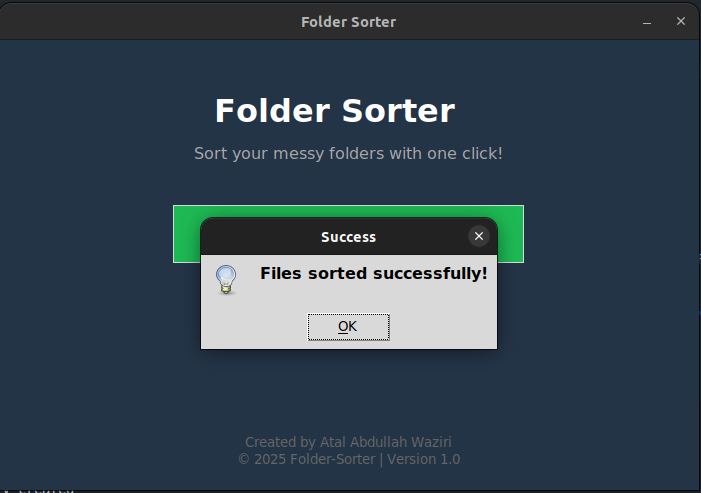 Folder Sorter
Folder Sorter
Sort your messy folders with one click!
Success
Files sorted successfully!
OK
Created by Atal Abdullah Waziri
© 2025 Folder-Sorter | Version 1.0